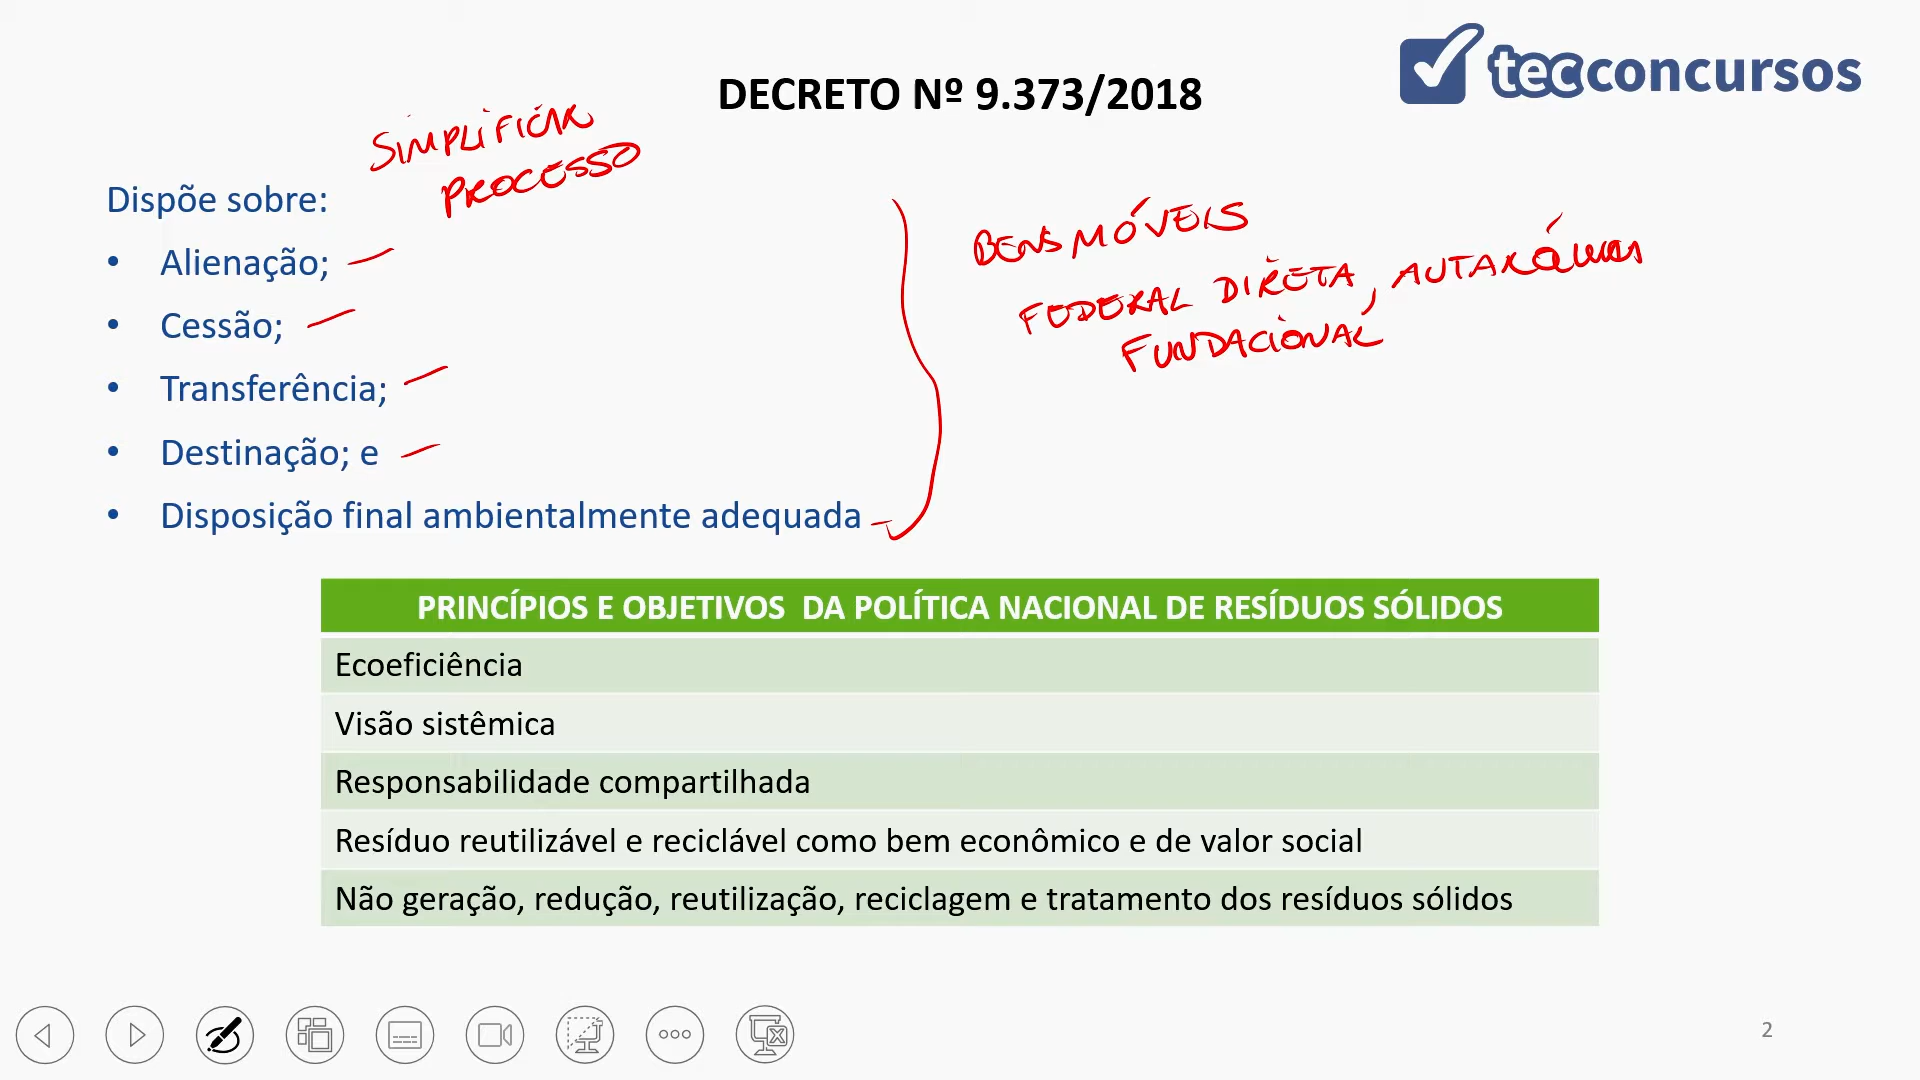 tecconcursos
DECRETO Nº 9.373/2018
SIMPLIFICAR
PROCESSO
Dispõe sobre:
• Alienação;
• Cessão;
• Transferência;
• Destinação; e
• Disposição final ambientalmente adequada
BENS MÓVEIS
FEDERAL DIRETA,
FUNDACIONAL
PRINCÍPIOS E OBJETIVOS DA POLÍTICA NACIONAL DE RESÍDUOS SÓLIDOS
Ecoeficiência
Visão sistêmica
Responsabilidade compartilhada
Resíduo reutilizável e reciclável como bem econômico e de valor social
Não geração, redução, reutilização, reciclagem e tratamento dos resíduos sólidos
2